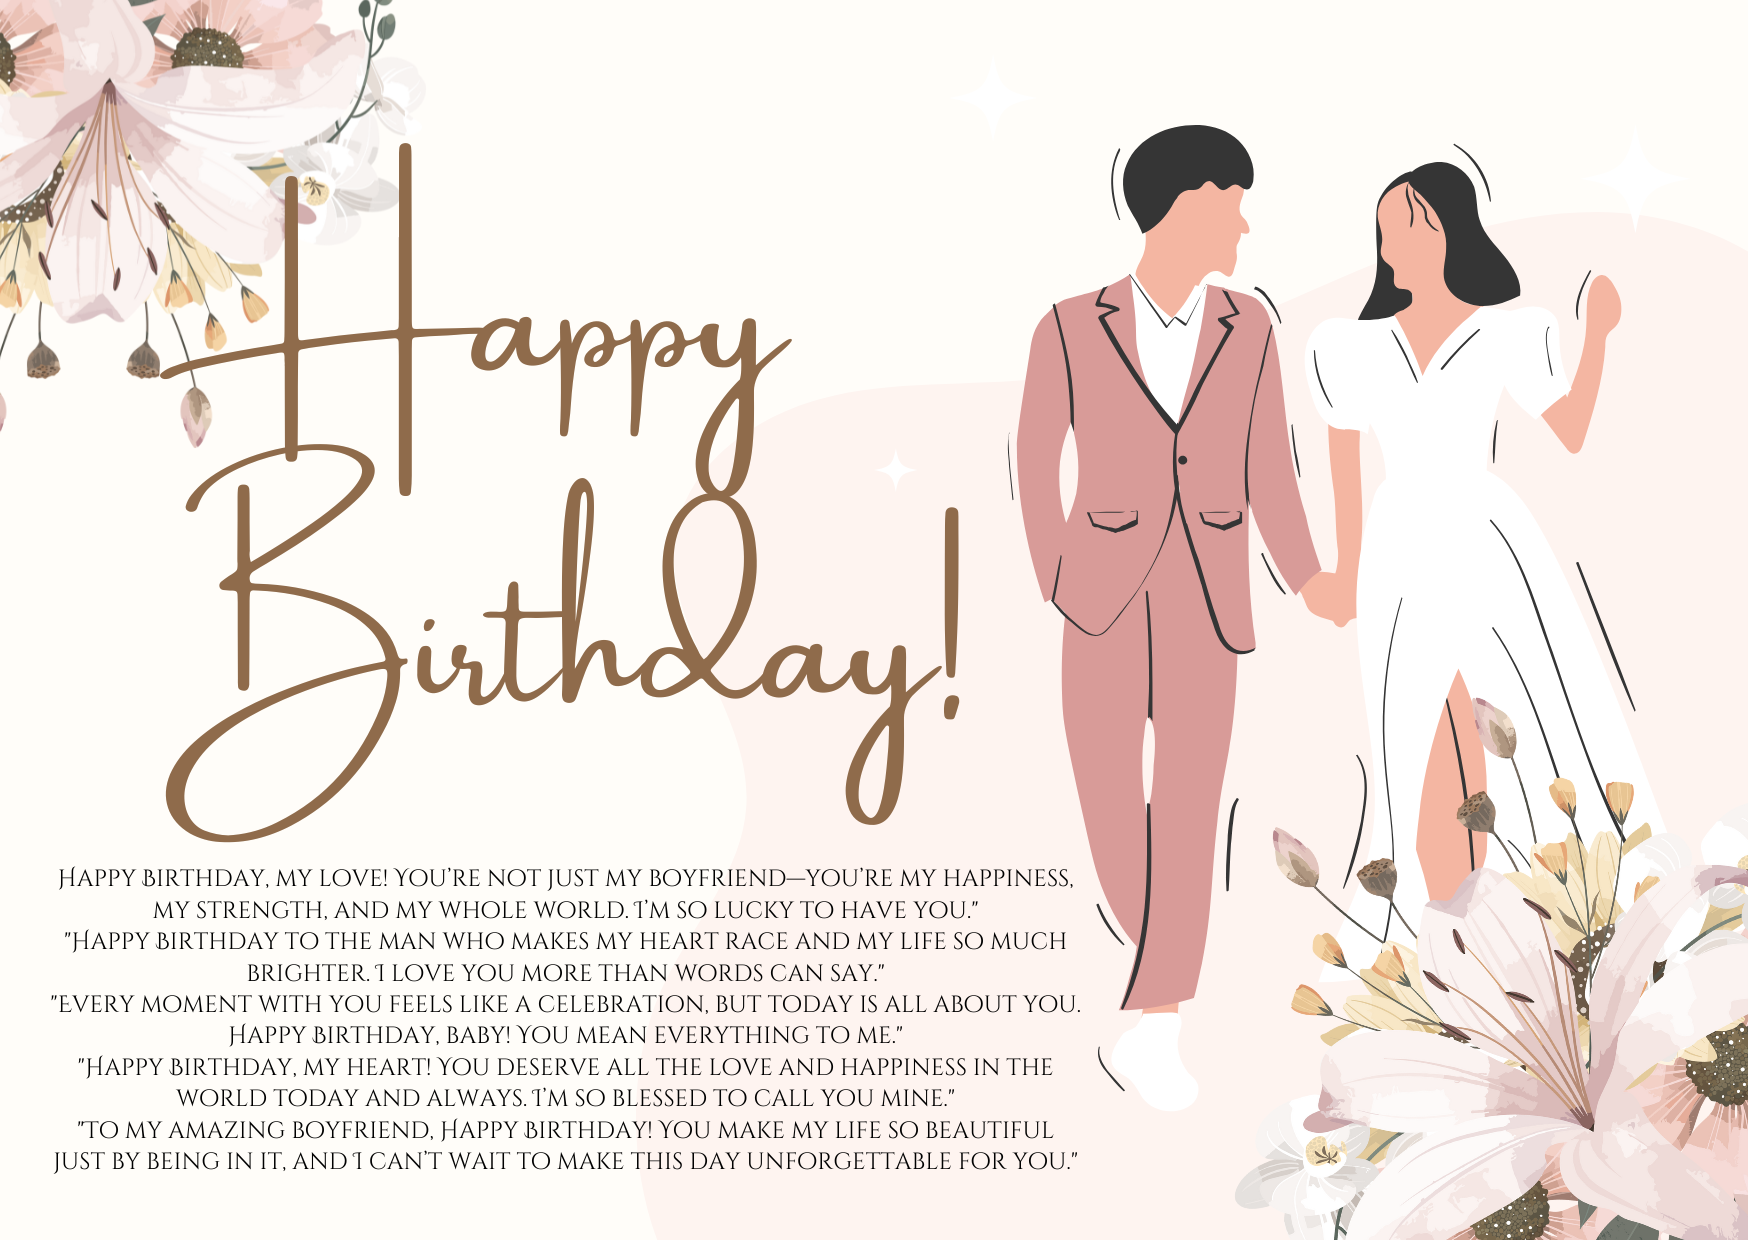 Happy
Birthday!
Happy Birthday, my love! You’re not just my boyfriend—you’re my happiness,
my strength, and my whole world. I’m so lucky to have you."
"Happy Birthday to the man who makes my heart race and my life so much
brighter. I love you more than words can say."
"Every moment with you feels like a celebration, but today is all about you.
Happy Birthday, baby! You mean everything to me."
"Happy Birthday, my heart! You deserve all the love and happiness in the
world today and always. I’m so blessed to call you mine."
"To my amazing boyfriend, Happy Birthday! You make my life so beautiful
just by being in it, and I can’t wait to make this day unforgettable for you."